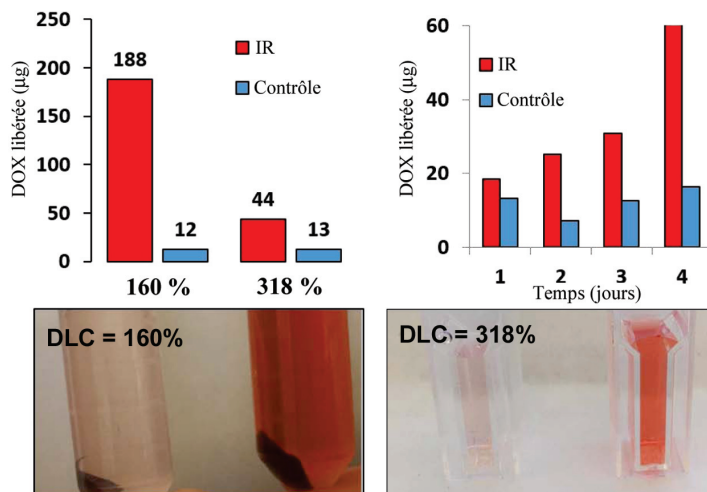 250
200
150
100
50
0
DOX libérée (µg)
188
12
44
13
IR
Contrôle
160 %
318 %
60
40
20
0
DOX libérée (µg)
IR
Contrôle
1 2 3 4
Temps (jours)
DLC = 160%
DLC = 318%